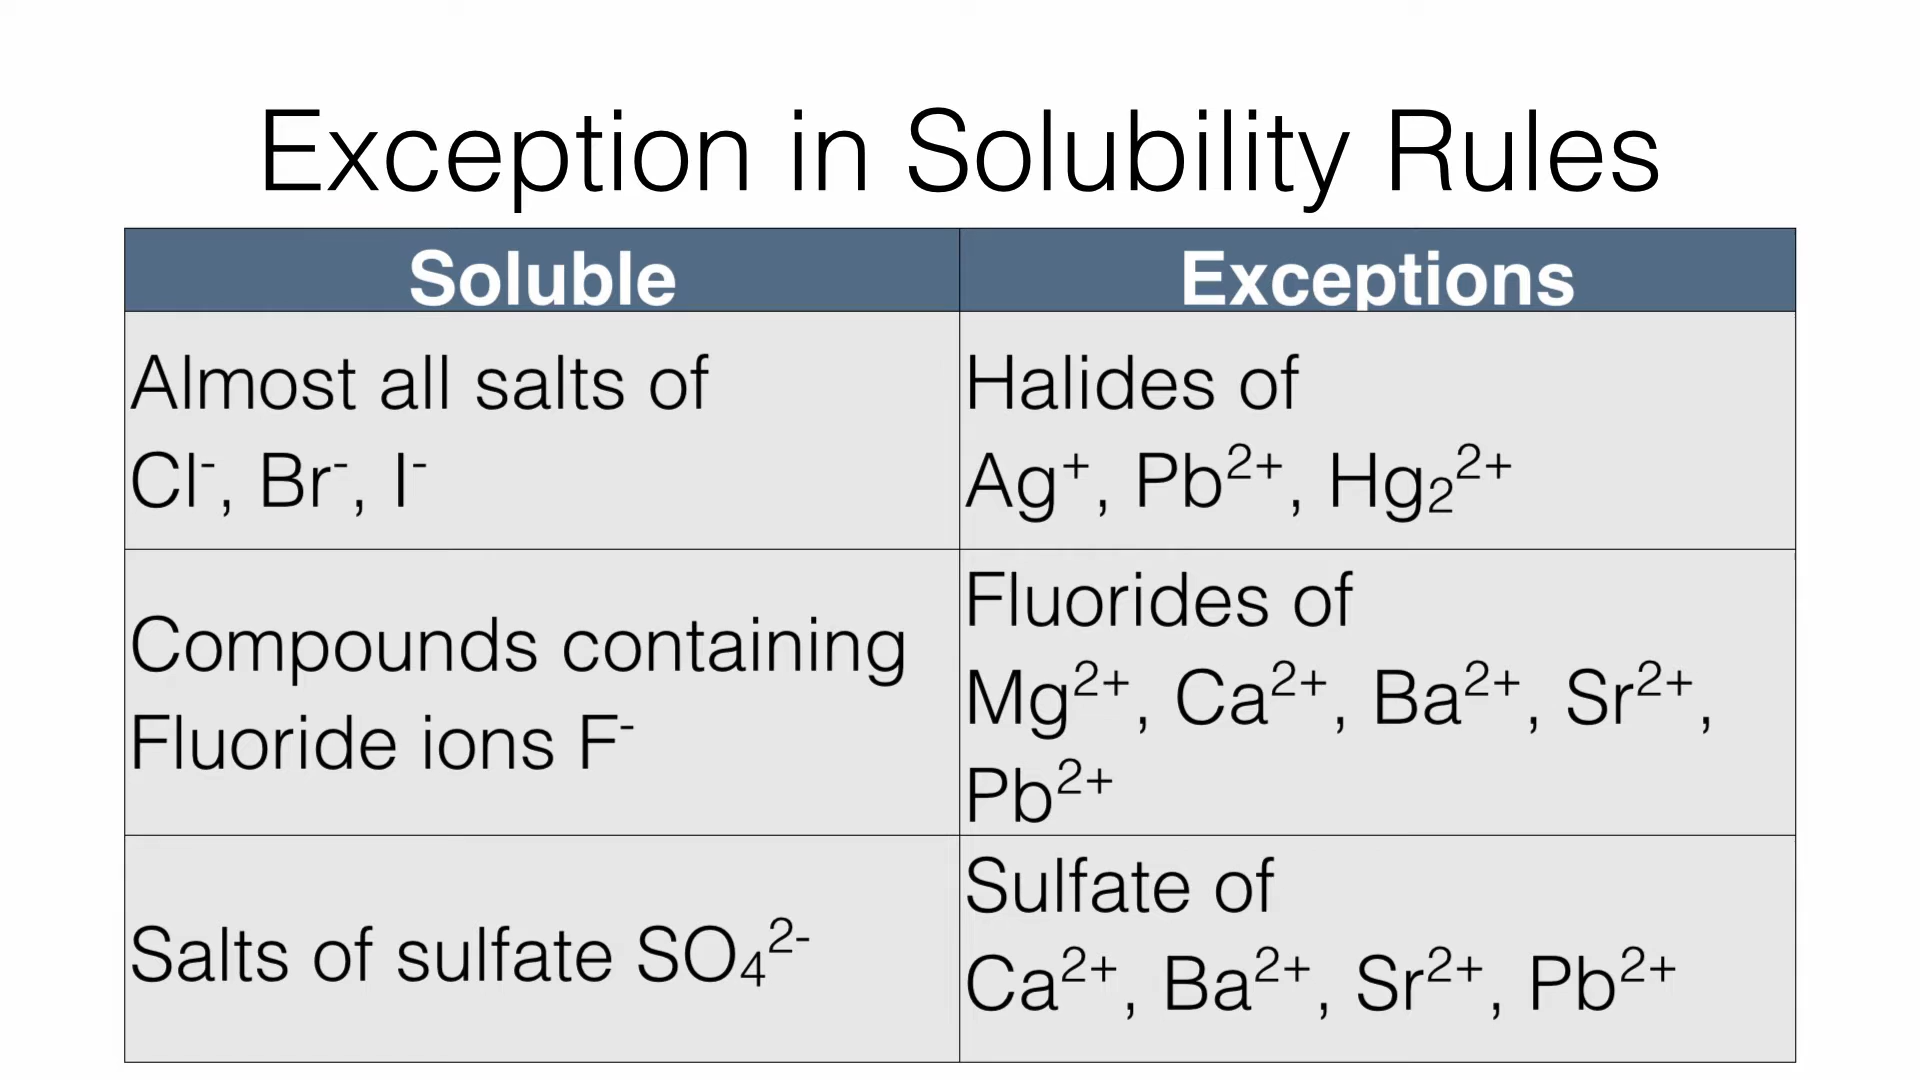 Exception in Solubility Rules
Soluble
Exceptions
Almost all salts of
Cl⁻, Br⁻, I⁻
Halides of
Ag⁺, Pb²⁺, Hg₂²⁺
Compounds containing
Fluoride ions F⁻
Fluorides of
Mg²⁺, Ca²⁺, Ba²⁺, Sr²⁺,
Pb²⁺
Salts of sulfate SO₄²⁻
Sulfate of
Ca²⁺, Ba²⁺, Sr²⁺, Pb²⁺